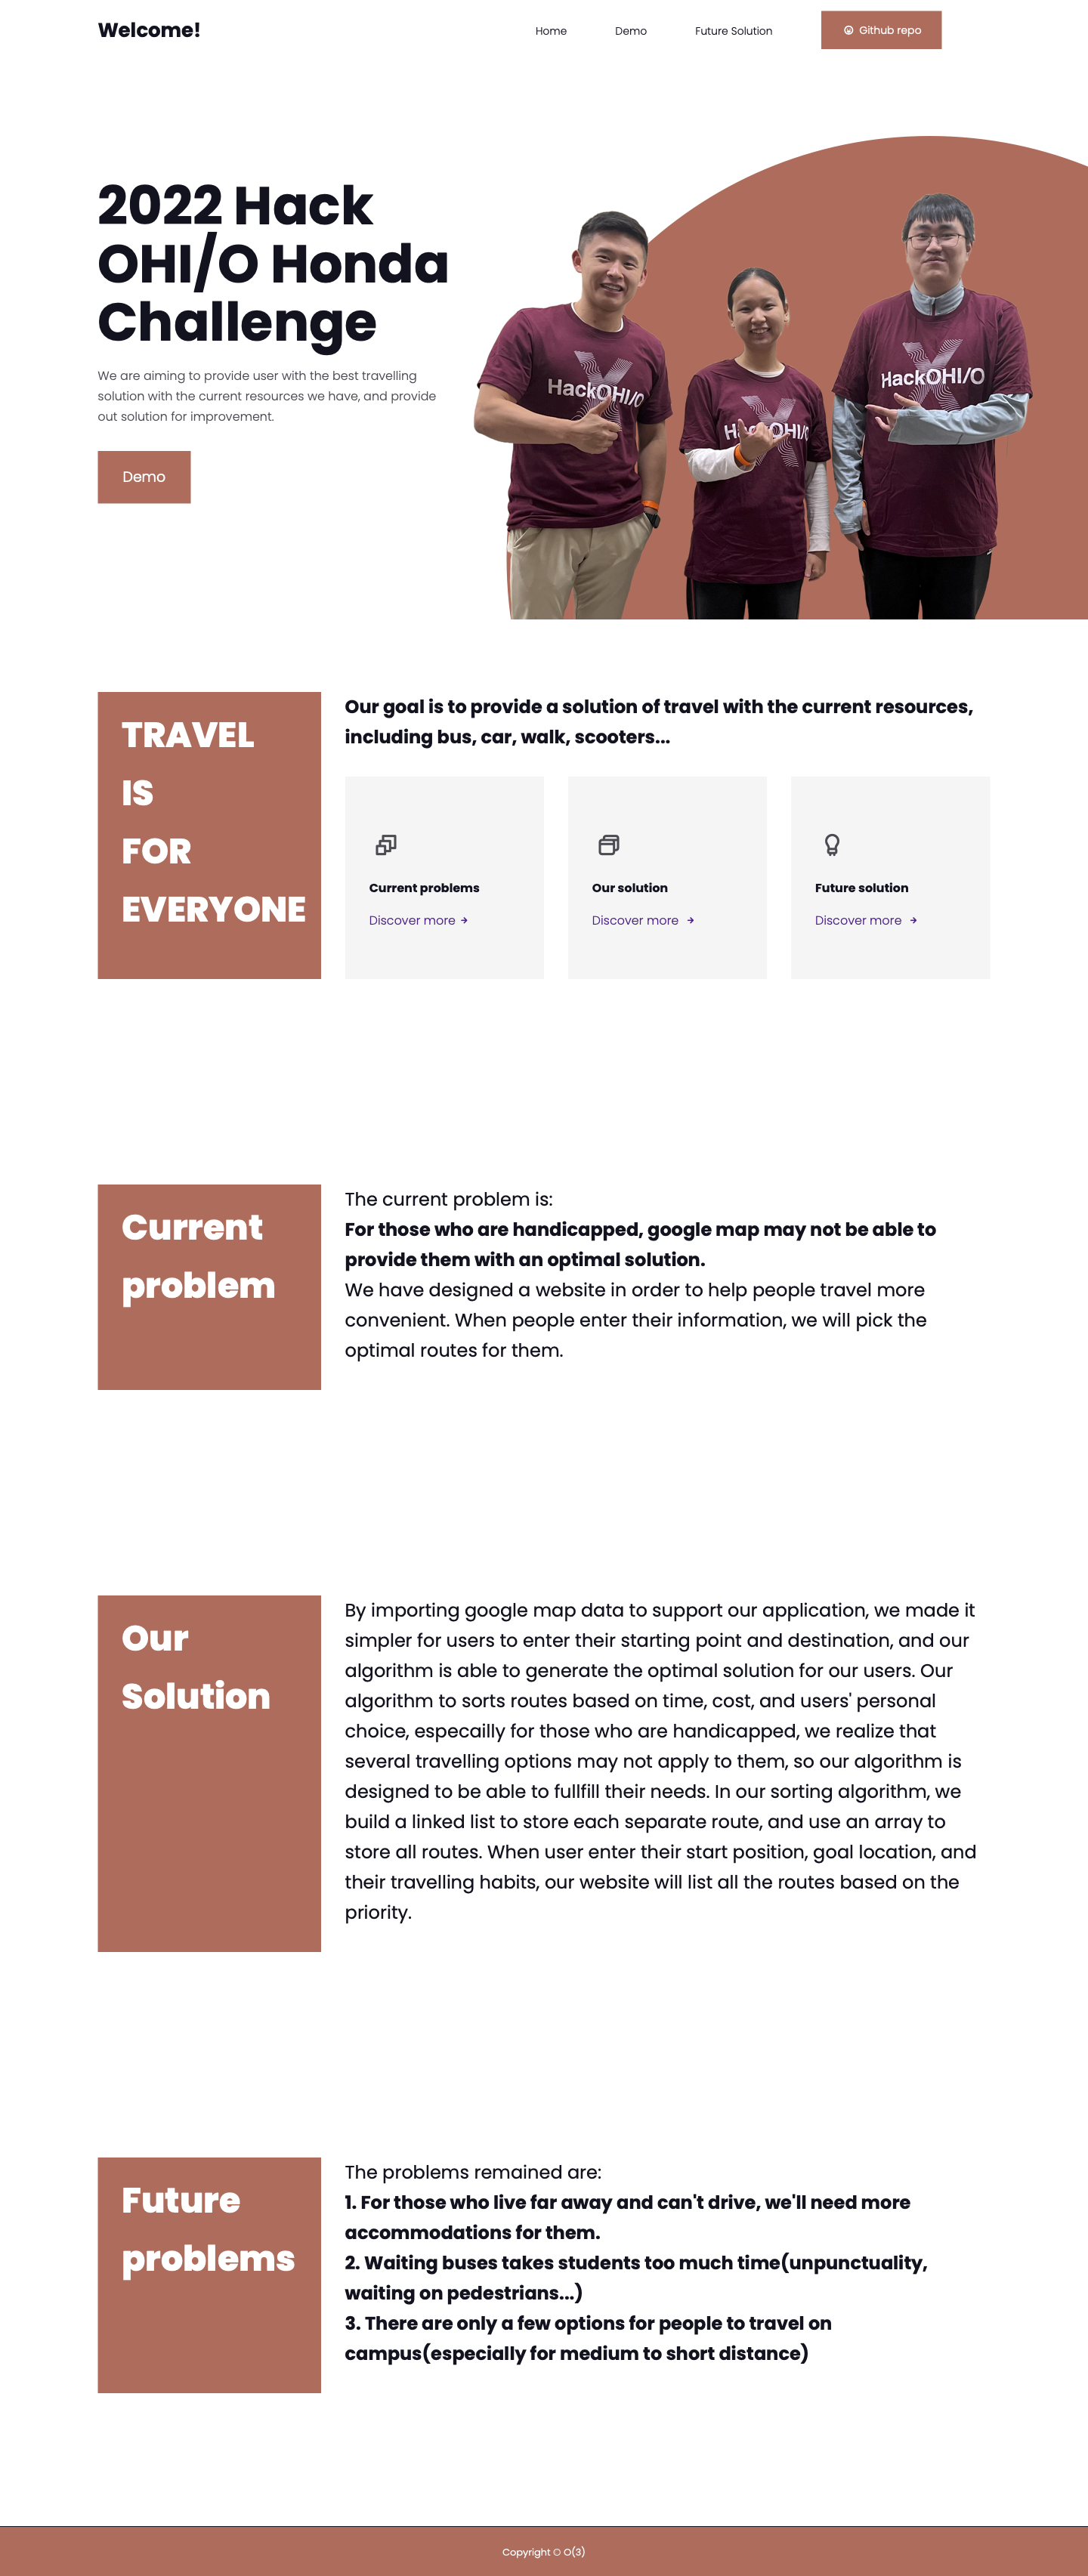 Welcome!
Home
Demo
Future Solution
Github repo
2022 Hack
OHI/O Honda
Challenge
We are aiming to provide user with the best travelling
solution with the current resources we have, and provide
out solution for improvement.
Demo
HackOHI/O
HackOHI/O
HackOHI/O
TRAVEL
IS
FOR
EVERYONE
Our goal is to provide a solution of travel with the current resources,
including bus, car, walk, scooters...
Current problems
Discover more
Our solution
Discover more
Future solution
Discover more
Current
problem
The current problem is:
For those who are handicapped, google map may not be able to
provide them with an optimal solution.
We have designed a website in order to help people travel more
convenient. When people enter their information, we will pick the
optimal routes for them.
Our
Solution
By importing google map data to support our application, we made it
simpler for users to enter their starting point and destination, and our
algorithm is able to generate the optimal solution for our users. Our
algorithm to sorts routes based on time, cost, and users' personal
choice, especailly for those who are handicapped, we realize that
several travelling options may not apply to them, so our algorithm is
designed to be able to fullfill their needs. In our sorting algorithm, we
build a linked list to store each separate route, and use an array to
store all routes. When user enter their start position, goal location, and
their travelling habits, our website will list all the routes based on the
priority.
Future
problems
The problems remained are:
1. For those who live far away and can't drive, we'll need more
accommodations for them.
2. Waiting buses takes students too much time(unpunctuality,
waiting on pedestrians...)
3. There are only a few options for people to travel on
campus(especially for medium to short distance)
Copyright © O(3)